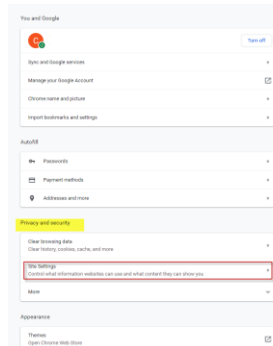 You and Google
C
Turn off
Sync and Google services
Manage your Google Account
Chrome name and picture
Import bookmarks and settings
Autofill
Passwords
Payment methods
Addresses and more
Privacy and security
Clear browsing data
Clear history, cookies, cache, and more
Site Settings
Control what information websites can use and what content they can show you
More
Appearance
Themes
Open Chrome Web Store